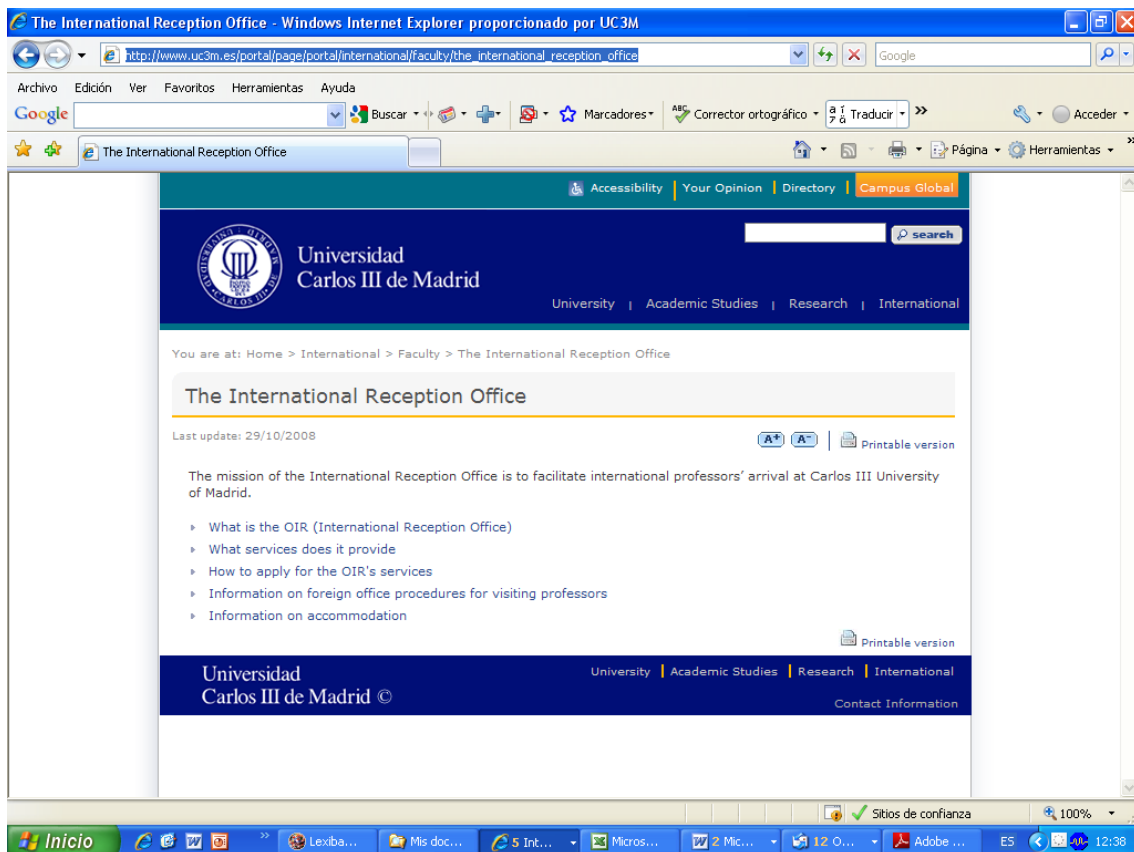 The International Reception Office - Windows Internet Explorer proporcionado por UC3M
http://www.uc3m.es/portal/page/portal/international/faculty/the_international_reception_office
Google
Archivo Edición Ver Favoritos Herramientas Ayuda
Google Buscar Marcadores ABC Corrector ortográfico Traducir Acceder
The International Reception Office Página Herramientas
Accessibility Your Opinion Directory Campus Global
search
Universidad
Carlos III de Madrid
University Academic Studies Research International
You are at: Home > International > Faculty > The International Reception Office
The International Reception Office
Last update: 29/10/2008 A+ A- Printable version
The mission of the International Reception Office is to facilitate international professors' arrival at Carlos III University
of Madrid.
What is the OIR (International Reception Office)
What services does it provide
How to apply for the OIR's services
Information on foreign office procedures for visiting professors
Information on accommodation
Printable version
Universidad
Carlos III de Madrid ©
University Academic Studies Research International
Contact Information
Sitios de confianza 100%
Inicio Lexiba... Mis doc... 5 Int... Micros... 2 Mic... 12 O... Adobe ... ES 12:38